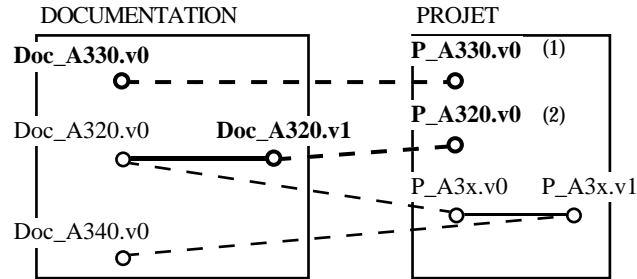 DOCUMENTATION PROJET
Doc_A330.v0 P_A330.v0 (1)
Doc_A320.v0 Doc_A320.v1 P_A320.v0 (2)
P_A3x.v0 P_A3x.v1
Doc_A340.v0